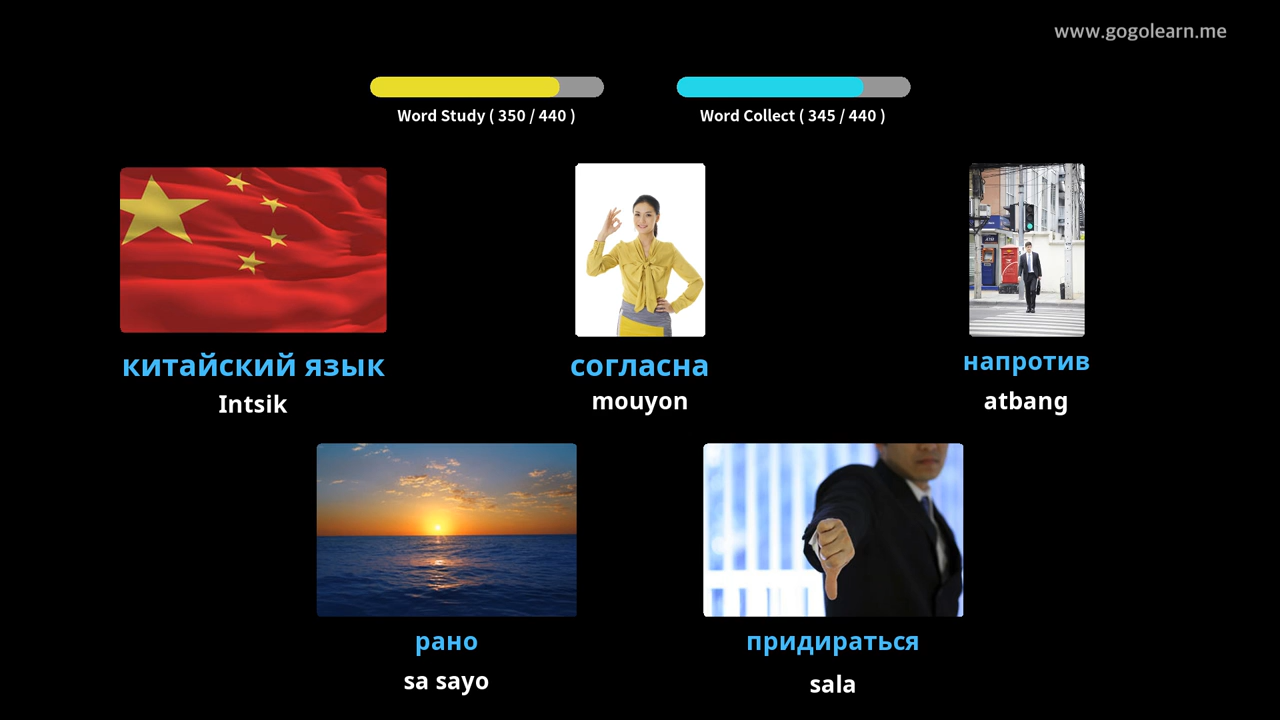 www.gogolearn.me
Word Study ( 350 / 440 )
Word Collect ( 345 / 440 )
китайский язык
Intsik
согласна
mouyon
напротив
atbang
рано
sa sayo
придираться
sala